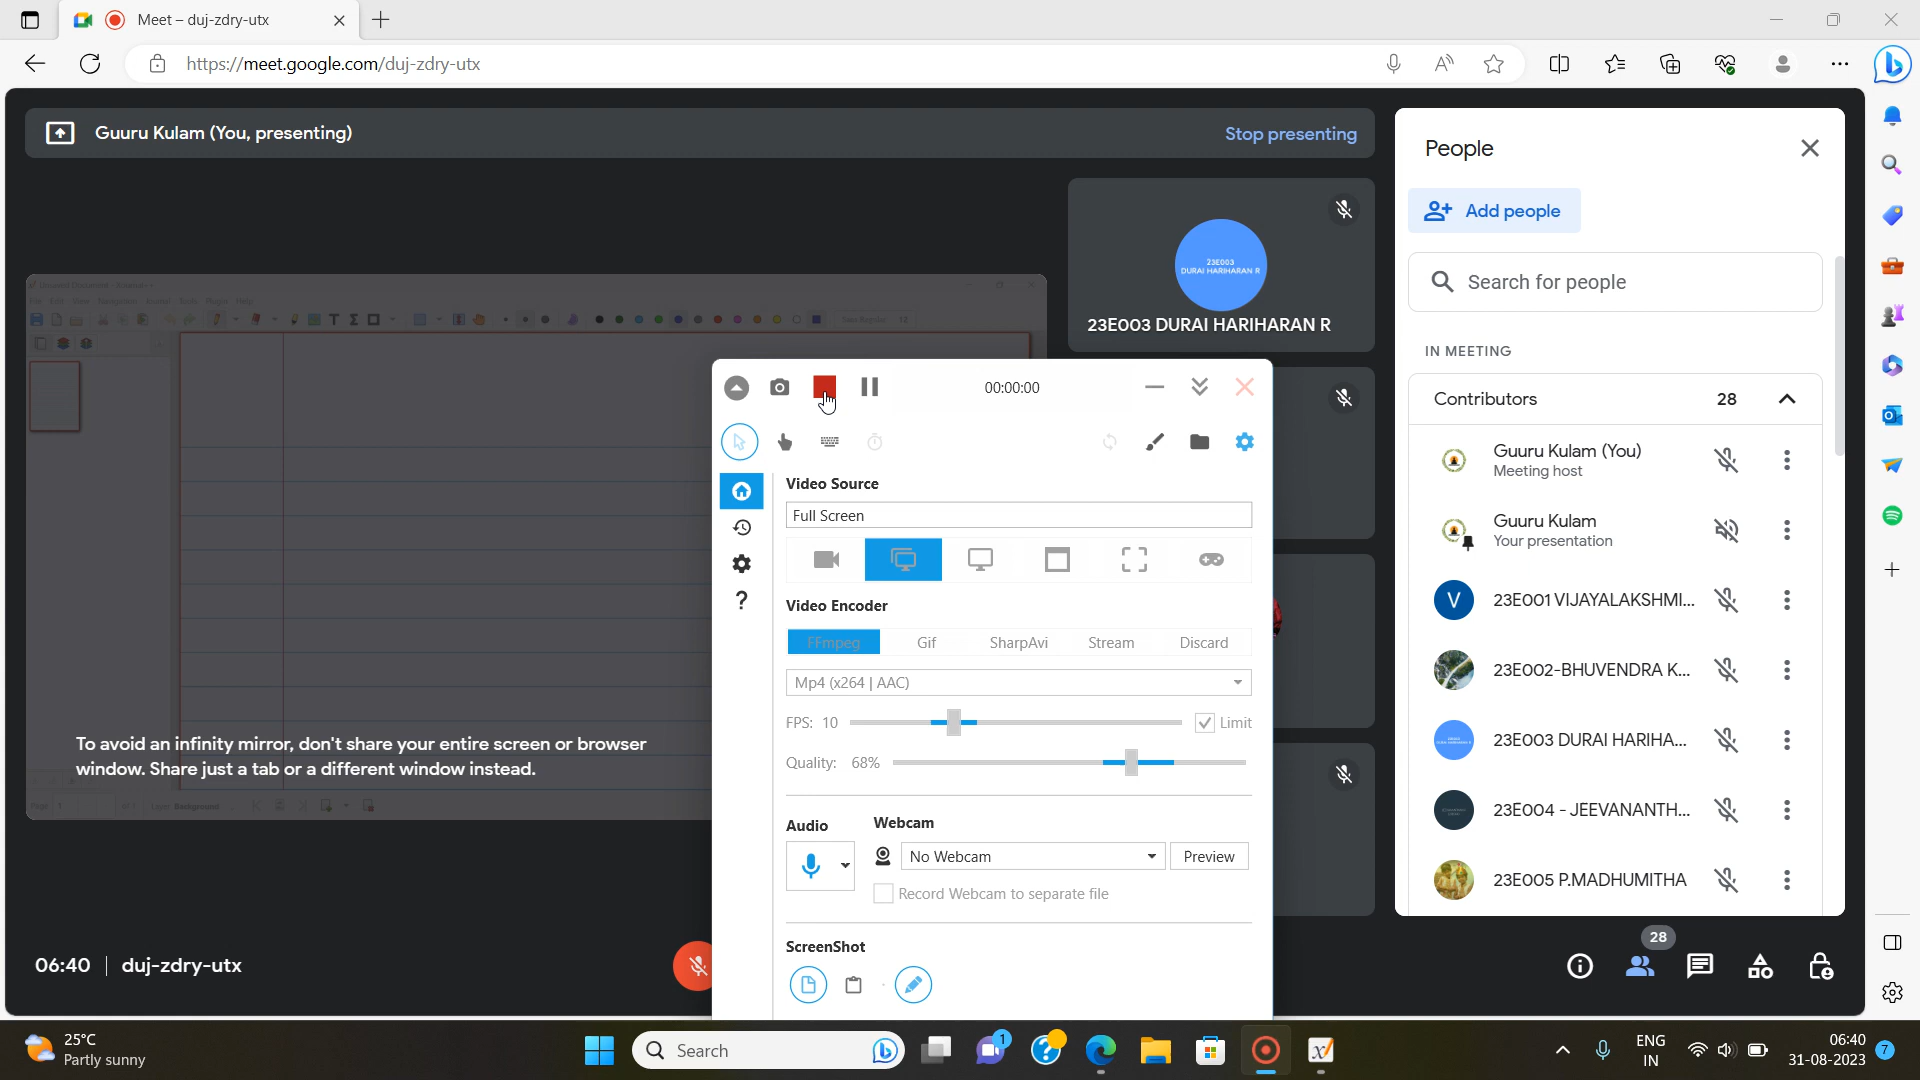 Meet – duj-zdry-utx
https://meet.google.com/duj-zdry-utx
Guuru Kulam (You, presenting)
Stop presenting
23E003
DURAI HARIHARAN R
23E003 DURAI HARIHARAN R
To avoid an infinity mirror, don't share your entire screen or browser
window. Share just a tab or a different window instead.
06:40 | duj-zdry-utx
00:00:00
Video Source
Full Screen
Video Encoder
FFmpeg Gif SharpAvi Stream Discard
Mp4 (x264 | AAC)
FPS: 10 Limit
Quality: 68%
Audio Webcam
No Webcam Preview
Record Webcam to separate file
ScreenShot
People
Add people
Search for people
IN MEETING
Contributors 28
Guuru Kulam (You)
Meeting host
Guuru Kulam
Your presentation
23E001 VIJAYALAKSHMI...
23E002-BHUVENDRA K...
23E003 DURAI HARIHA...
23E004 - JEEVANANTH...
23E005 P.MADHUMITHA
28
25°C
Partly sunny
Search
1
ENG
IN
06:40
31-08-2023
7